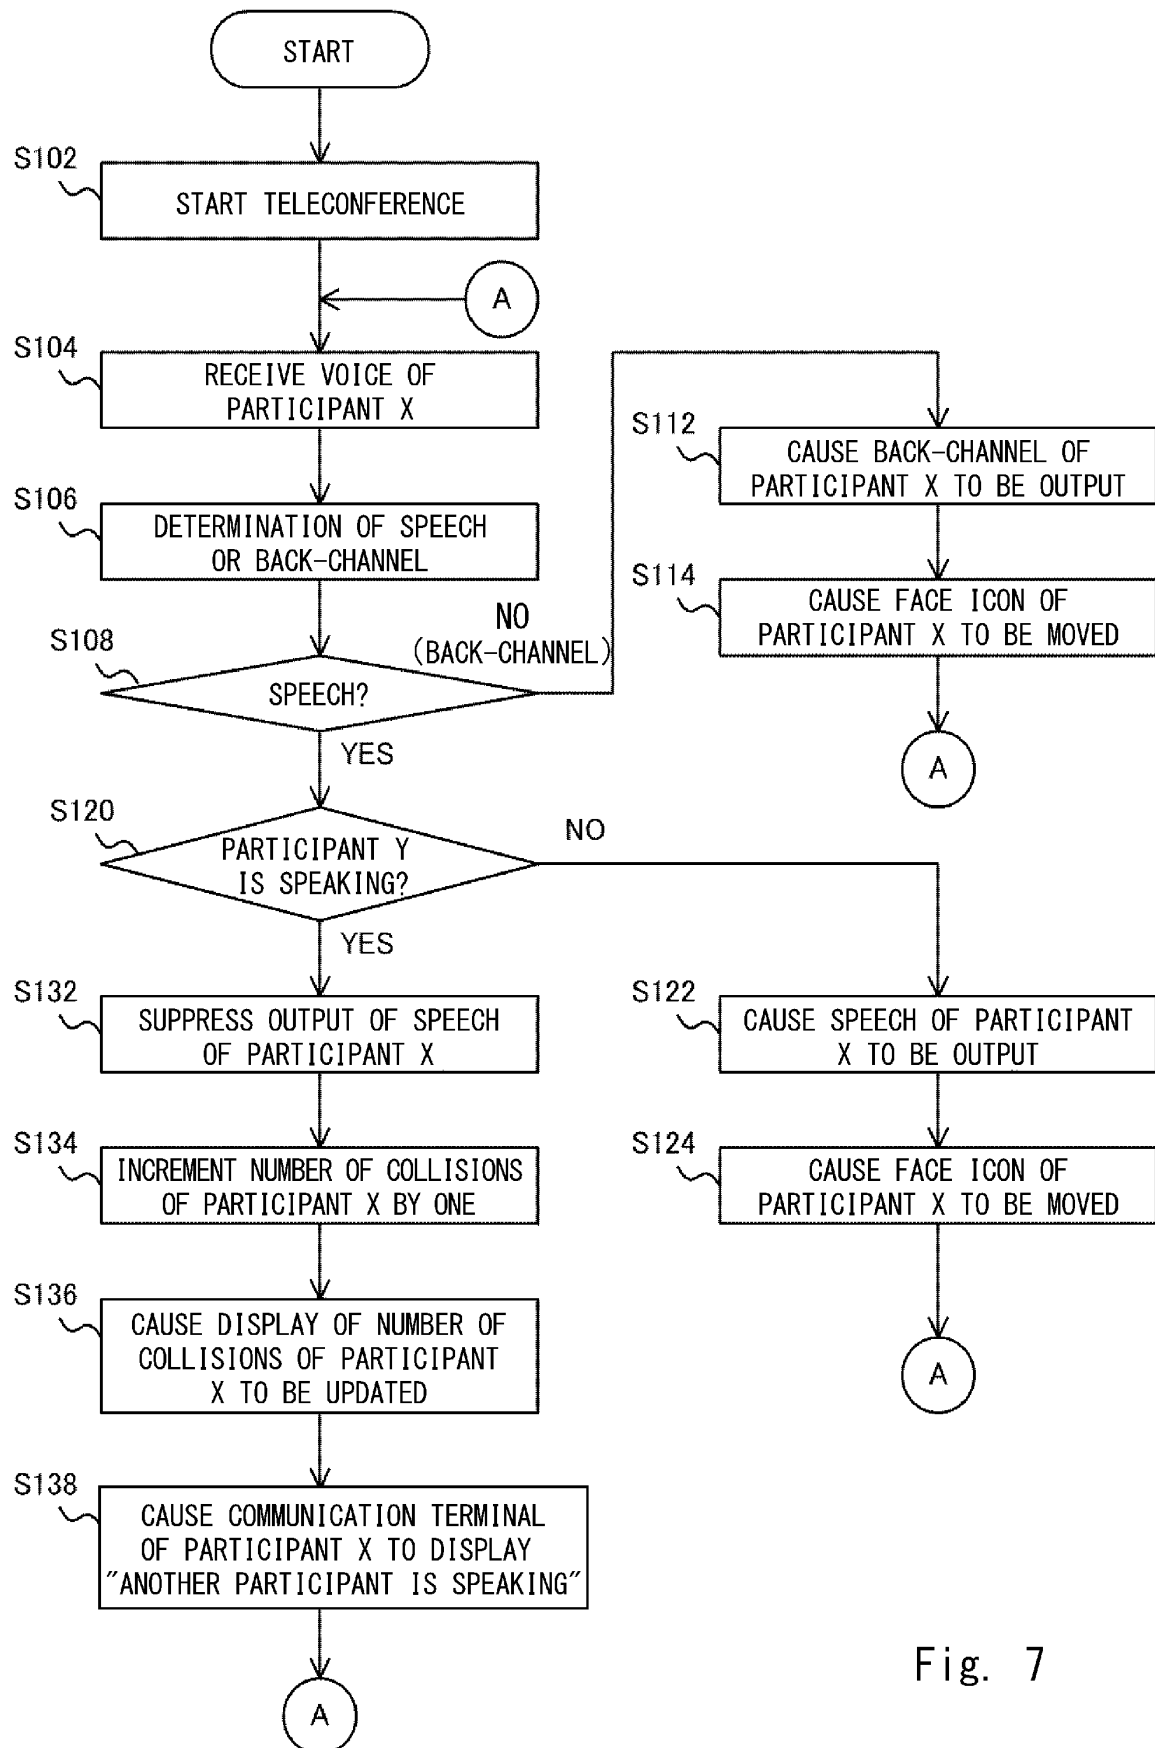 START
S102
START TELECONFERENCE
A
S104
RECEIVE VOICE OF
PARTICIPANT X
S106
DETERMINATION OF SPEECH
OR BACK-CHANNEL
S108
SPEECH?
NO
(BACK-CHANNEL)
YES
S112
CAUSE BACK-CHANNEL OF
PARTICIPANT X TO BE OUTPUT
S114
CAUSE FACE ICON OF
PARTICIPANT X TO BE MOVED
A
S120
PARTICIPANT Y
IS SPEAKING?
NO
YES
S122
CAUSE SPEECH OF PARTICIPANT
X TO BE OUTPUT
S124
CAUSE FACE ICON OF
PARTICIPANT X TO BE MOVED
A
S132
SUPPRESS OUTPUT OF SPEECH
OF PARTICIPANT X
S134
INCREMENT NUMBER OF COLLISIONS
OF PARTICIPANT X BY ONE
S136
CAUSE DISPLAY OF NUMBER OF
COLLISIONS OF PARTICIPANT
X TO BE UPDATED
S138
CAUSE COMMUNICATION TERMINAL
OF PARTICIPANT X TO DISPLAY
"ANOTHER PARTICIPANT IS SPEAKING"
A
Fig. 7